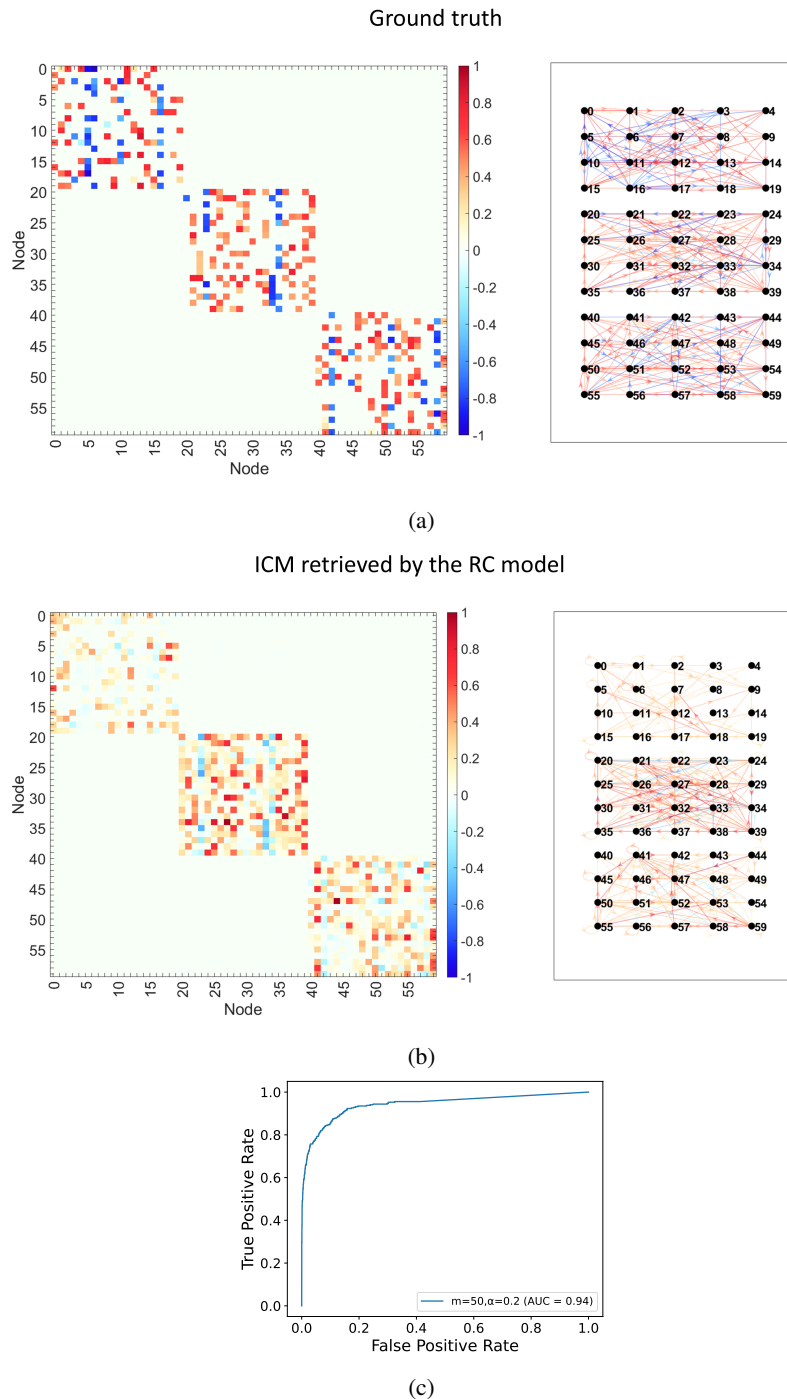 Ground truth
0
5
10
15
20
25
30
35
40
45
50
55
Node
0 5 10 15 20 25 30 35 40 45 50 55
Node
1
0.8
0.6
0.4
0.2
0
-0.2
-0.4
-0.6
-0.8
-1
0 1 2 3 4
5 6 7 8 9
10 11 12 13 14
15 16 17 18 19
20 21 22 23 24
25 26 27 28 29
30 31 32 33 34
35 36 37 38 39
40 41 42 43 44
45 46 47 48 49
50 51 52 53 54
55 56 57 58 59
(a)
ICM retrieved by the RC model
0
5
10
15
20
25
30
35
40
45
50
55
Node
0 5 10 15 20 25 30 35 40 45 50 55
Node
1
0.8
0.6
0.4
0.2
0
-0.2
-0.4
-0.6
-0.8
-1
0 1 2 3 4
5 6 7 8 9
10 11 12 13 14
15 16 17 18 19
20 21 22 23 24
25 26 27 28 29
30 31 32 33 34
35 36 37 38 39
40 41 42 43 44
45 46 47 48 49
50 51 52 53 54
55 56 57 58 59
(b)
1.0
0.8
0.6
0.4
0.2
0.0
True Positive Rate
m=50,α=0.2 (AUC = 0.94)
0.0 0.2 0.4 0.6 0.8 1.0
False Positive Rate
(c)